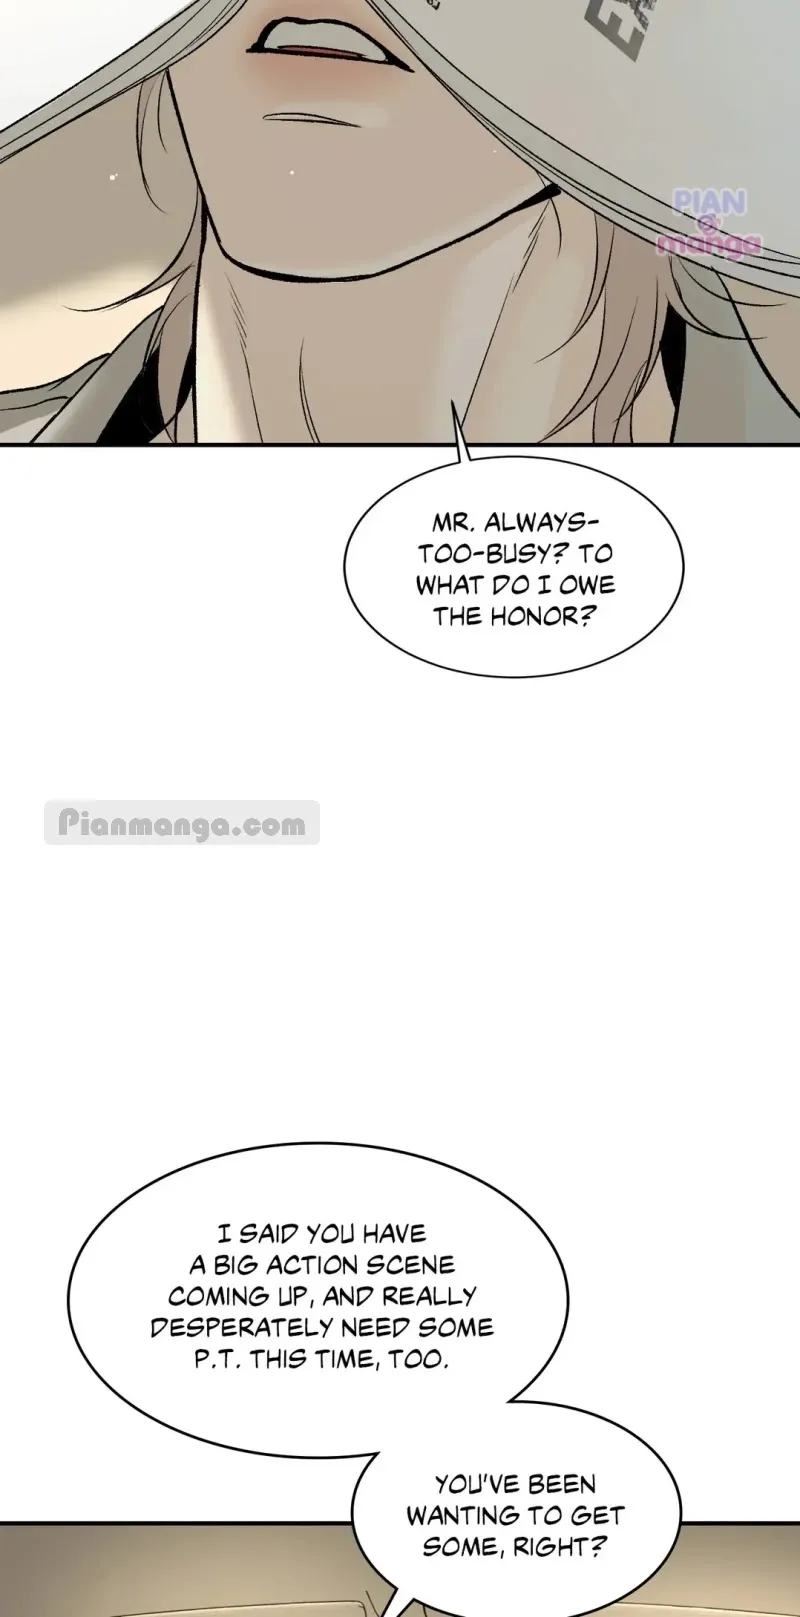 PIAN
manga
MR. ALWAYS-
TOO-BUSY? TO
WHAT DO I OWE
THE HONOR?
Pianmanga.com
I SAID YOU HAVE
A BIG ACTION SCENE
COMING UP, AND REALLY
DESPERATELY NEED SOME
P.T. THIS TIME, TOO.
YOU'VE BEEN
WANTING TO GET
SOME, RIGHT?